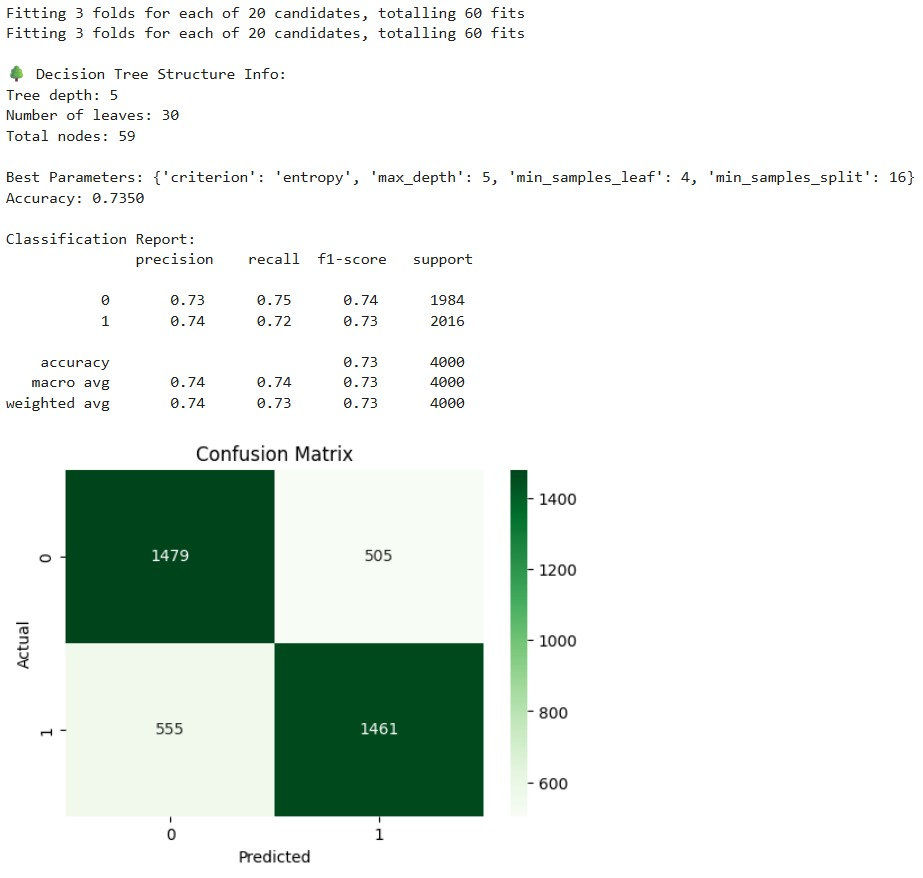 Fitting 3 folds for each of 20 candidates, totalling 60 fits
Fitting 3 folds for each of 20 candidates, totalling 60 fits
🌳 Decision Tree Structure Info:
Tree depth: 5
Number of leaves: 30
Total nodes: 59
Best Parameters: {'criterion': 'entropy', 'max_depth': 5, 'min_samples_leaf': 4, 'min_samples_split': 16}
Accuracy: 0.7350
Classification Report:
precision recall f1-score support
0 0.73 0.75 0.74 1984
1 0.74 0.72 0.73 2016
accuracy 0.73 4000
macro avg 0.74 0.74 0.73 4000
weighted avg 0.74 0.73 0.73 4000
Confusion Matrix
1400
0 1479 505
1200
1000
Actual
1 555 1461
800
600
0 1
Predicted